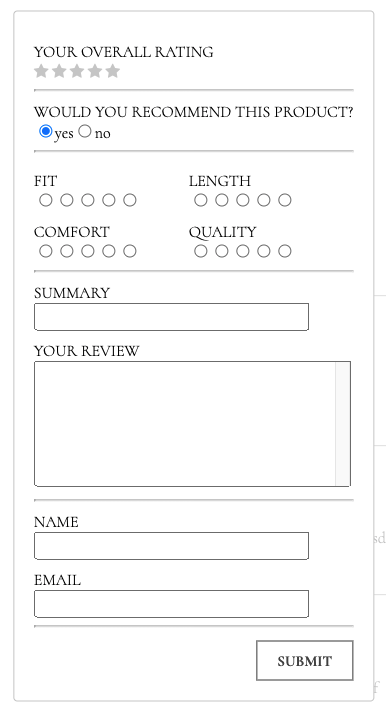 YOUR OVERALL RATING
WOULD YOU RECOMMEND THIS PRODUCT?
yes no
FIT LENGTH
COMFORT QUALITY
SUMMARY
YOUR REVIEW
NAME
sd
EMAIL
SUBMIT
f